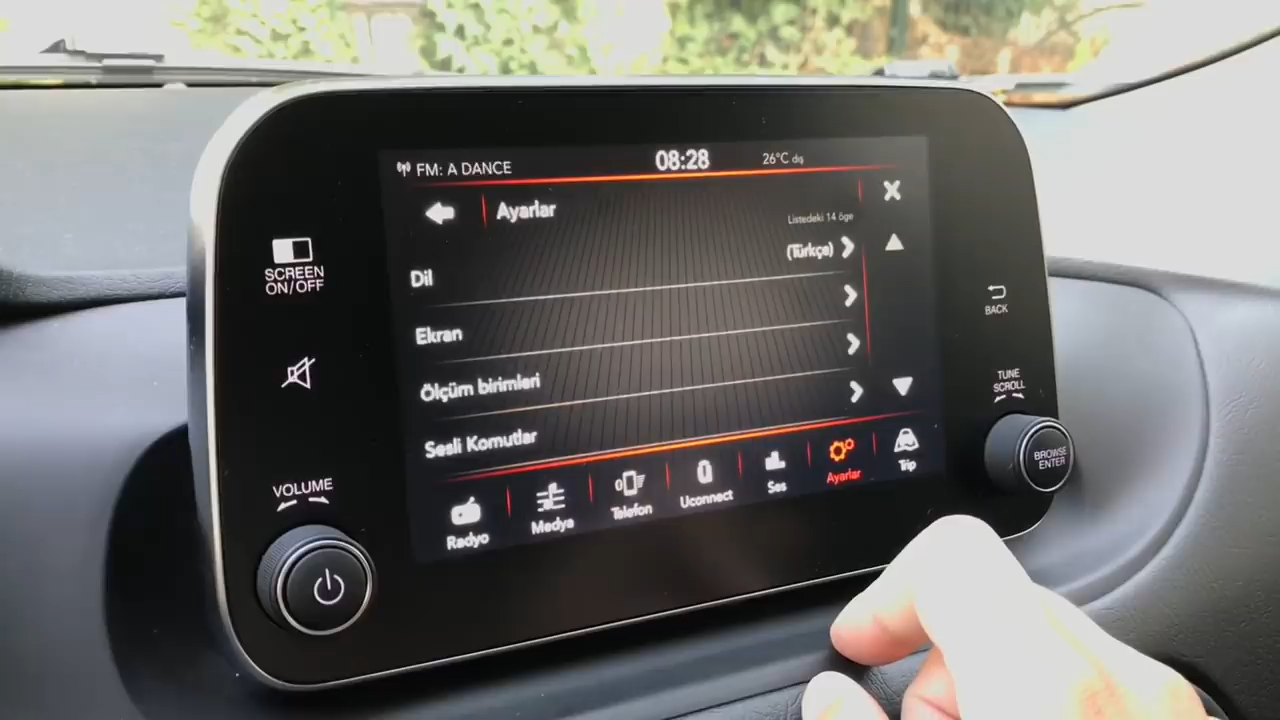 FM: A DANCE
08:28
26°C dış
Ayarlar
Listedeki 14 öge
Dil
(Türkçe)
Ekran
Ölçüm birimleri
Sesli Komutlar
Radyo
Medya
Telefon
Uconnect
Ses
Ayarlar
Trip
SCREEN
ON/OFF
VOLUME
BACK
TUNE
SCROLL
BROWSE
ENTER